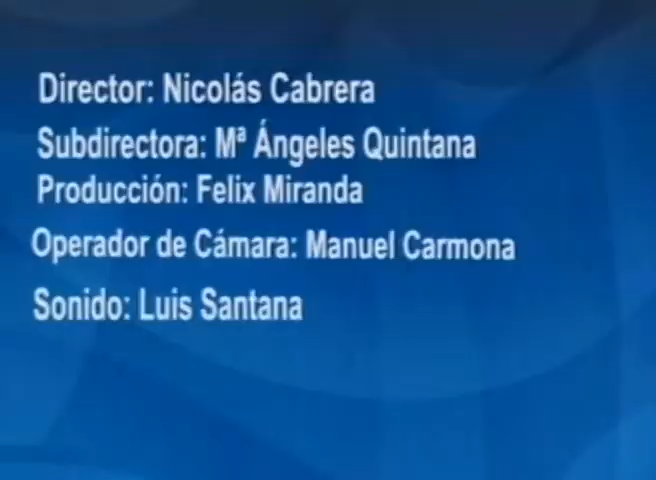 Director: Nicolás Cabrera
Subdirectora: Mª Ángeles Quintana
Producción: Felix Miranda
Operador de Cámara: Manuel Carmona
Sonido: Luis Santana